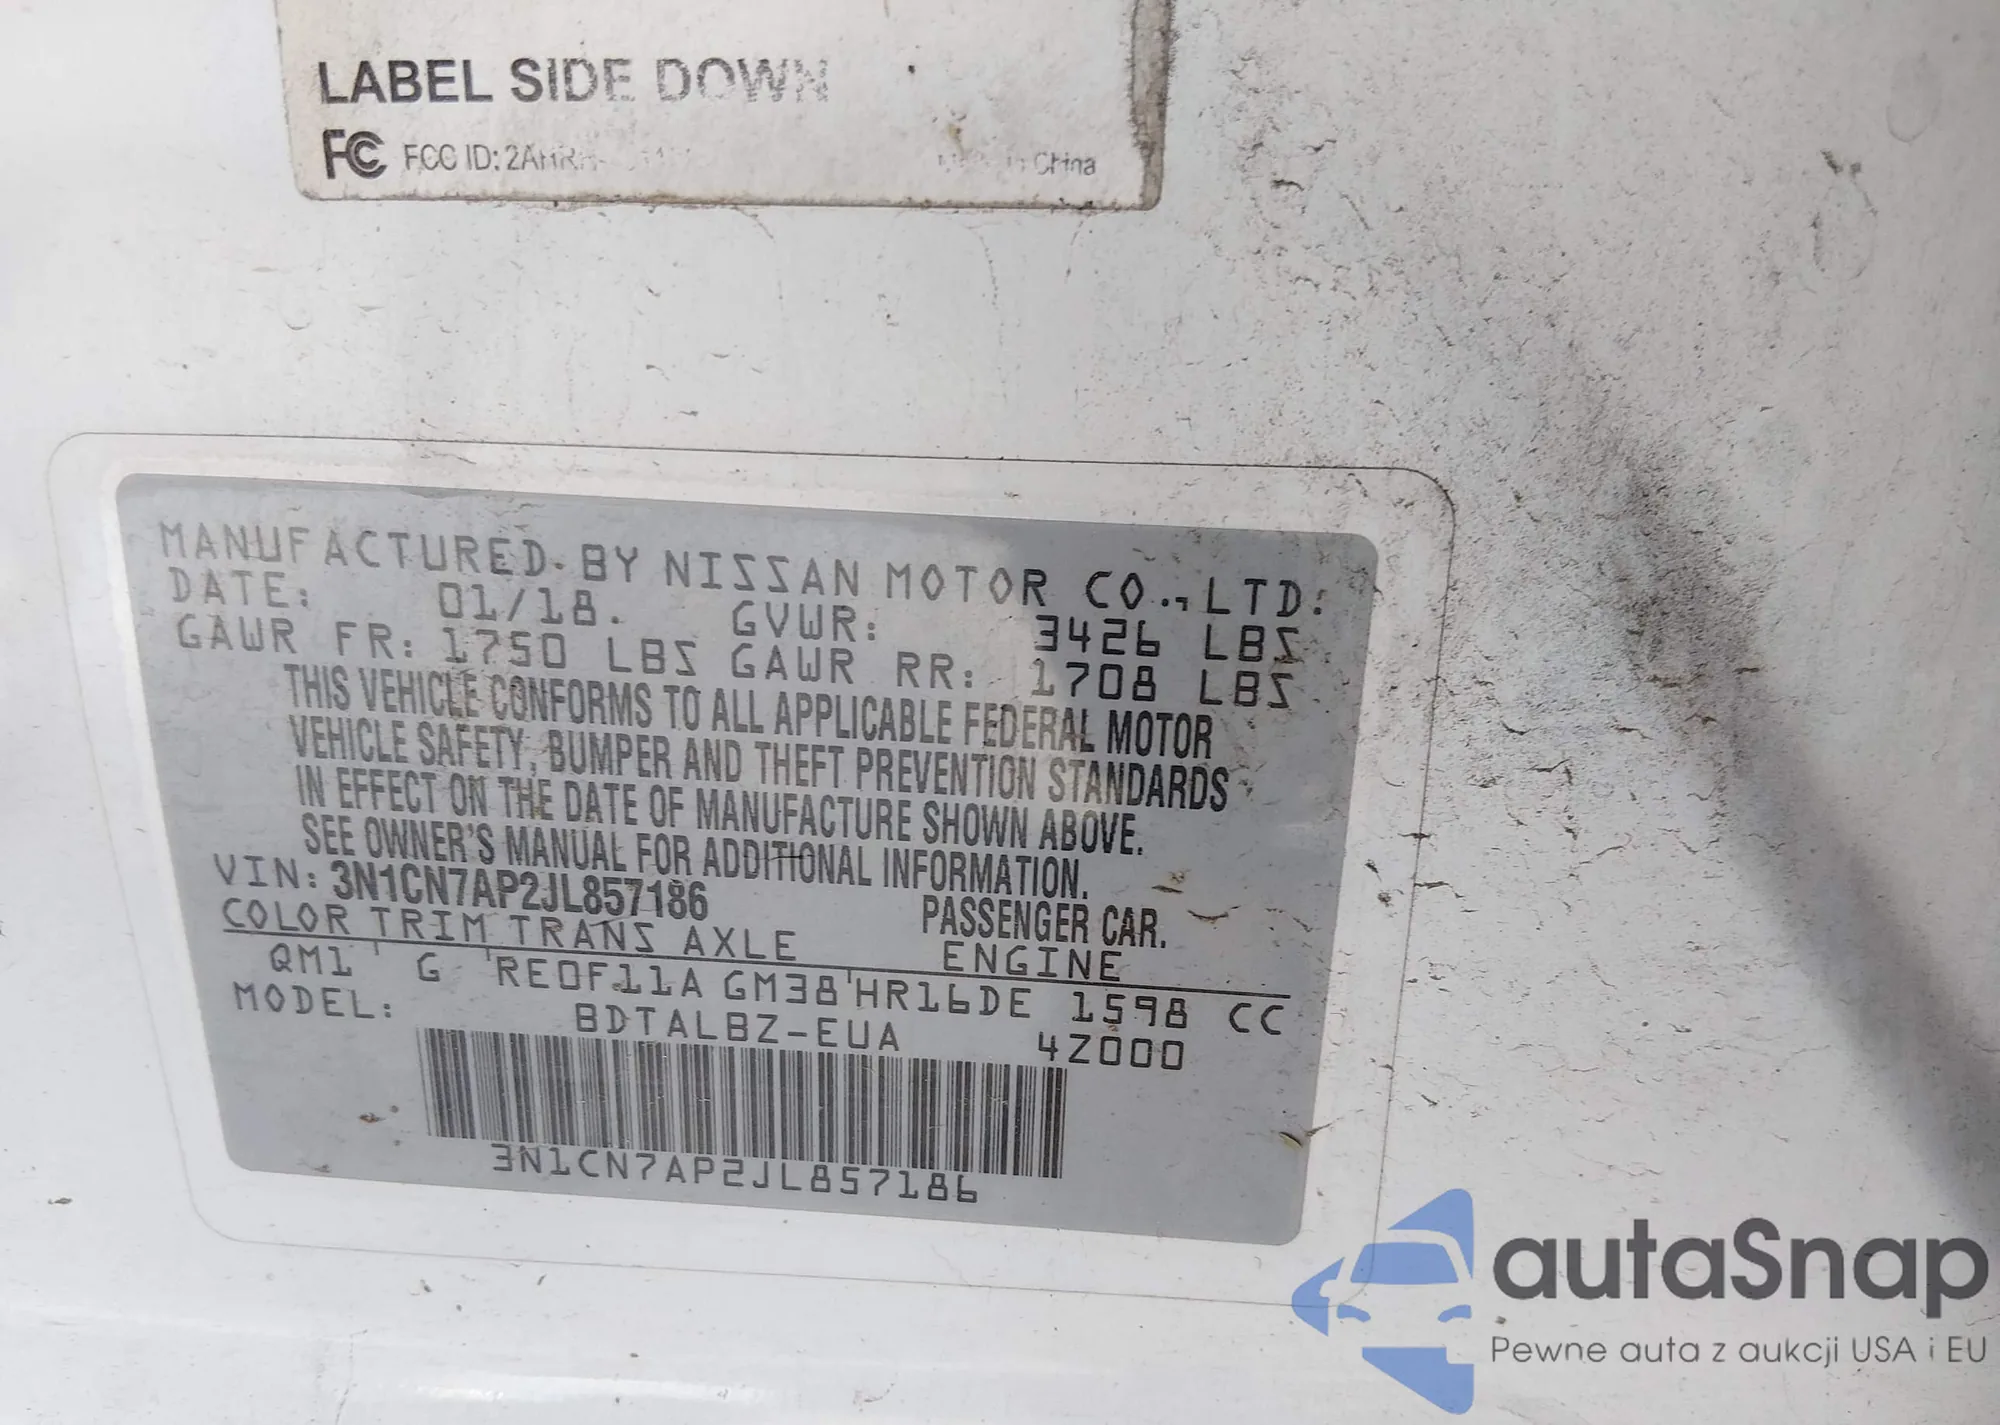 LABEL SIDE DOWN
FC FCC ID:
China
MANUFACTURED BY NISSAN MOTOR CO., LTD.
DATE: 01/18. GVWR: 3426 LBS
GAWR FR: 1750 LBS GAWR RR: 1708 LBS
THIS VEHICLE CONFORMS TO ALL APPLICABLE FEDERAL MOTOR
VEHICLE SAFETY, BUMPER AND THEFT PREVENTION STANDARDS
IN EFFECT ON THE DATE OF MANUFACTURE SHOWN ABOVE.
SEE OWNER'S MANUAL FOR ADDITIONAL INFORMATION.
VIN: 3N1CN7AP2JL857186 PASSENGER CAR.
COLOR TRIM TRANS AXLE ENGINE
QM1 G RE0F11A GM38 HR16DE 1598 CC
MODEL: BDTALBZ-EUA 4Z000
3N1CN7AP2JL857186
autaSnap
Pewne auta z aukcji USA i EU